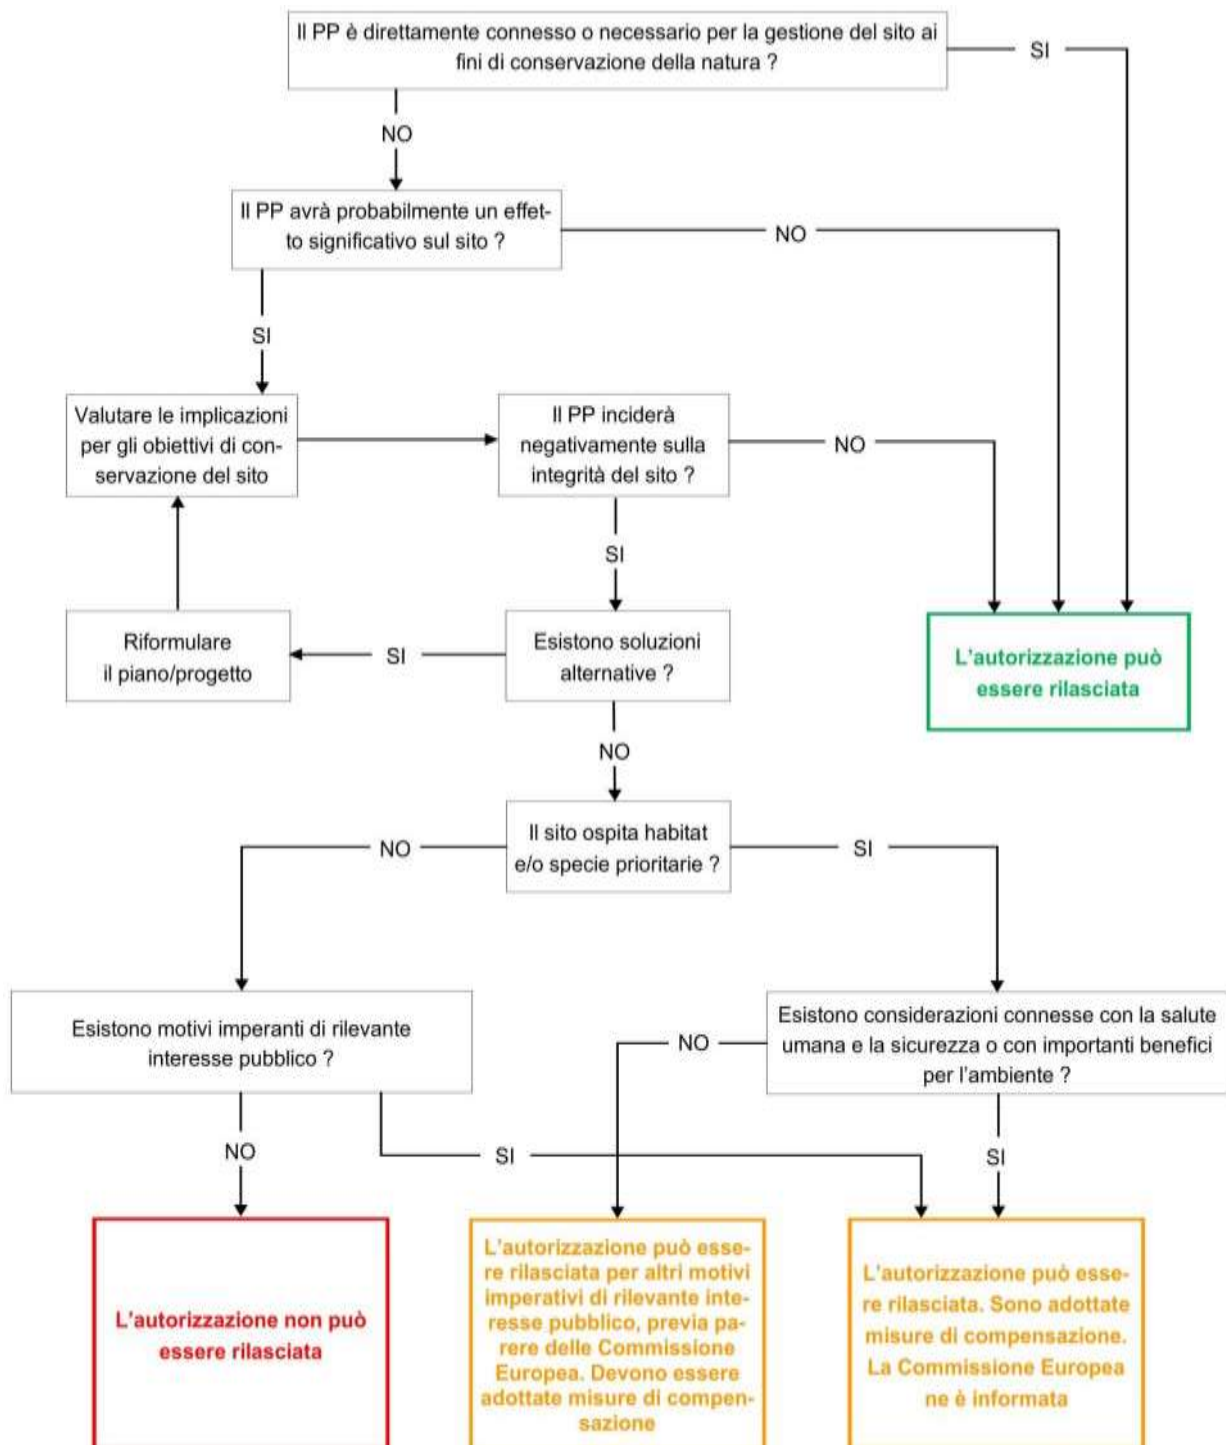 Il PP è direttamente connesso o necessario per la gestione del sito ai
fini di conservazione della natura ?
SI
NO
Il PP avrà probabilmente un effet-
to significativo sul sito ?
NO
SI
Valutare le implicazioni
per gli obiettivi di con-
servazione del sito
Il PP inciderà
negativamente sulla
integrità del sito ?
NO
SI
Riformulare
il piano/progetto
SI
Esistono soluzioni
alternative ?
L'autorizzazione può
essere rilasciata
NO
Il sito ospita habitat
e/o specie prioritarie ?
NO
SI
Esistono motivi imperanti di rilevante
interesse pubblico ?
Esistono considerazioni connesse con la salute
umana e la sicurezza o con importanti benefici
per l'ambiente ?
NO
NO
SI
SI
L'autorizzazione non può
essere rilasciata
L'autorizzazione può esse-
re rilasciata per altri motivi
imperativi di rilevante inte-
resse pubblico, previa pa-
rere delle Commissione
Europea. Devono essere
adottate misure di compen-
sazione
L'autorizzazione può esse-
re rilasciata. Sono adottate
misure di compensazione.
La Commissione Europea
ne è informata